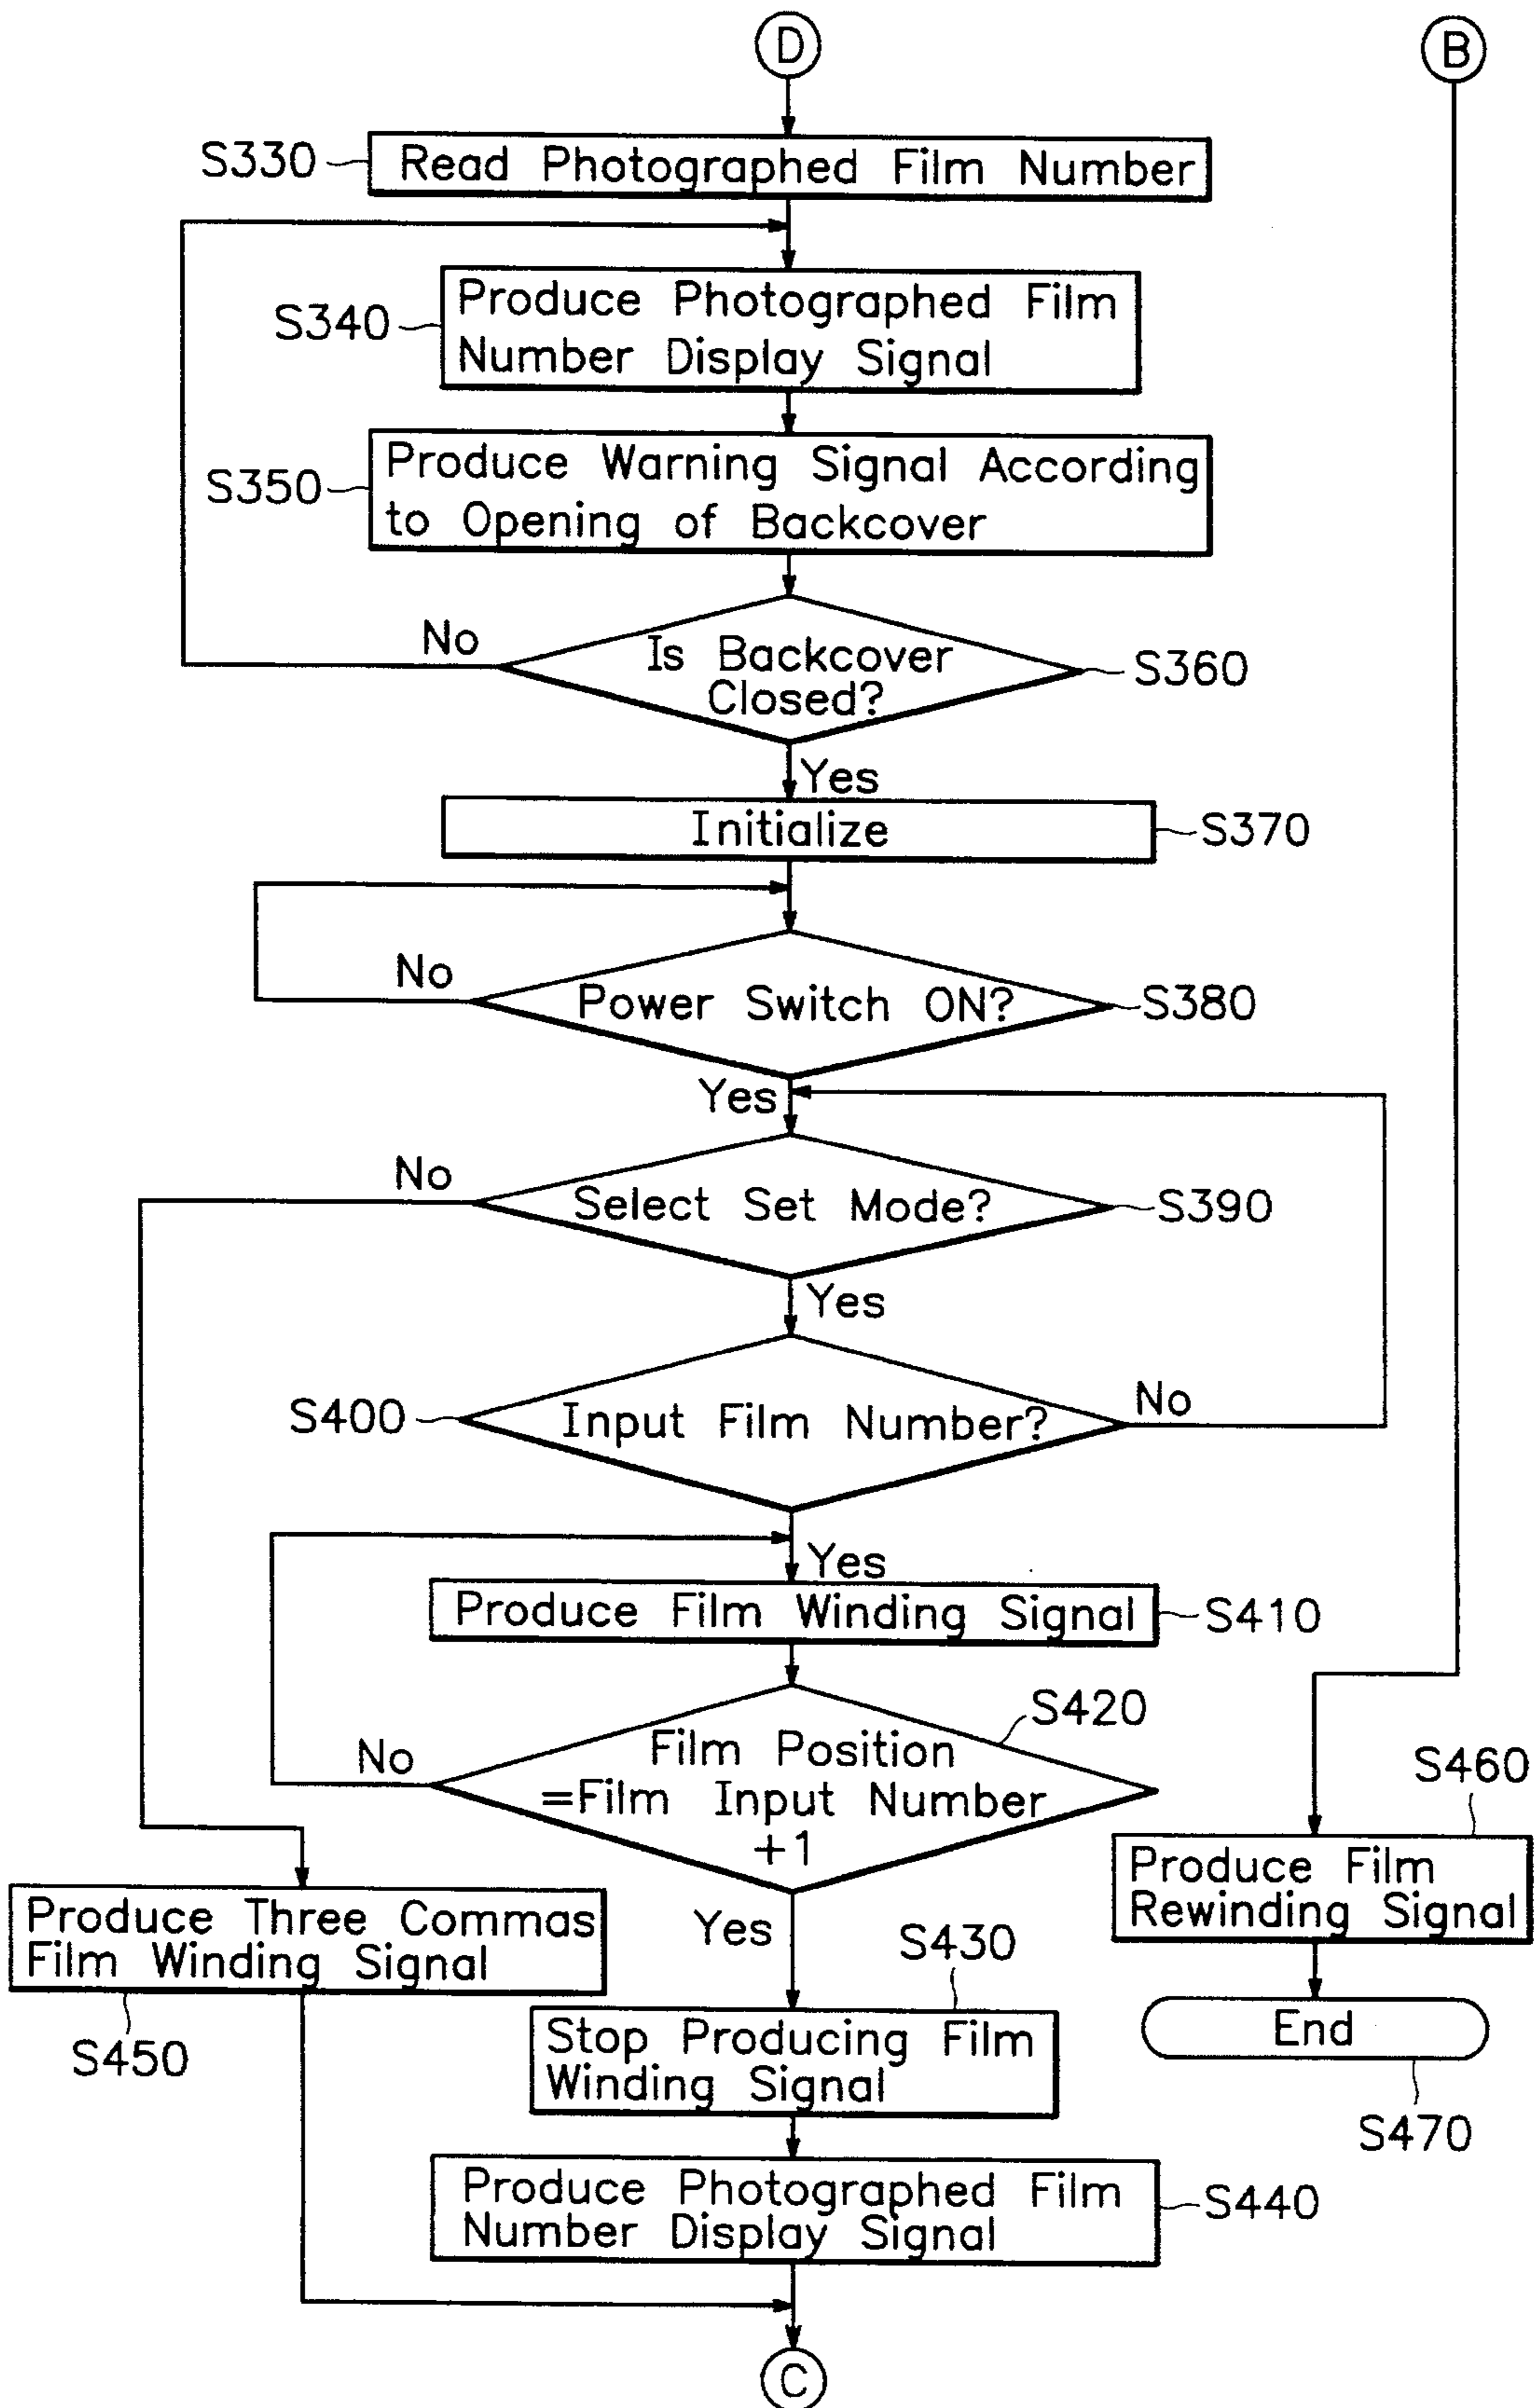 D
B
S330
Read Photographed Film Number
S340
Produce Photographed Film
Number Display Signal
S350
Produce Warning Signal According
to Opening of Backcover
No
Is Backcover
Closed?
S360
Yes
Initialize
S370
No
Power Switch ON?
S380
Yes
No
Select Set Mode?
S390
Yes
S400
Input Film Number?
No
Yes
Produce Film Winding Signal
S410
S420
No
Film Position
=Film Input Number
+1
S460
Produce Film
Rewinding Signal
Produce Three Commas
Film Winding Signal
Yes
S430
S450
Stop Producing Film
Winding Signal
End
S470
Produce Photographed Film
Number Display Signal
S440
C